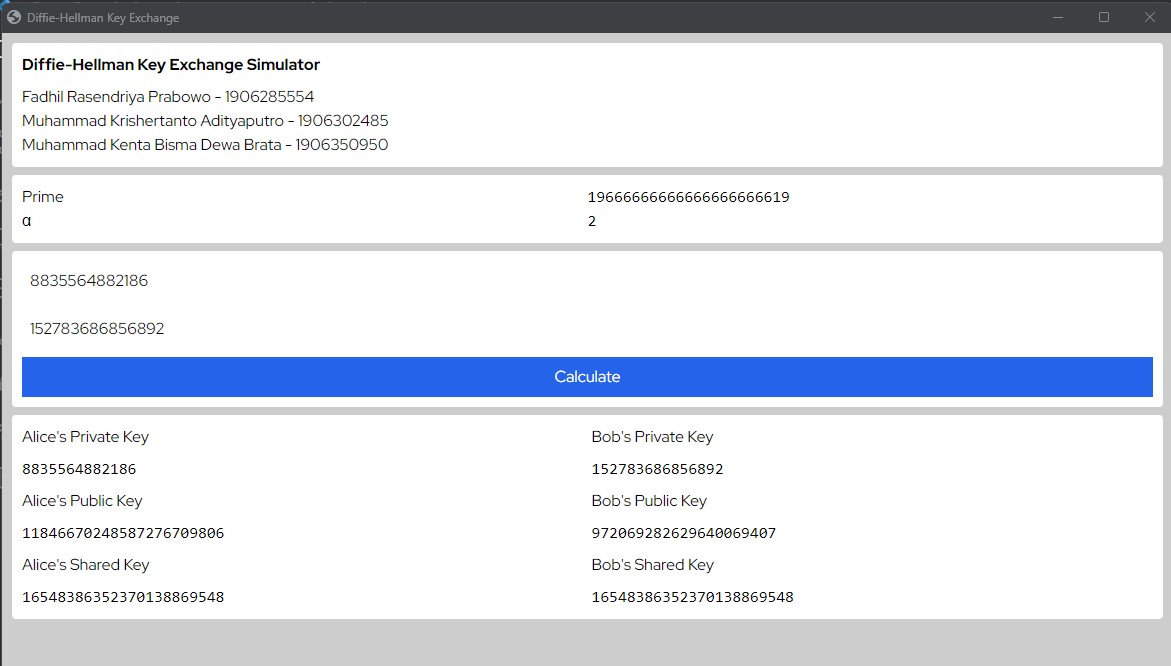 Diffie-Hellman Key Exchange
Diffie-Hellman Key Exchange Simulator
Fadhil Rasendriya Prabowo - 1906285554
Muhammad Krishertanto Adityaputro - 1906302485
Muhammad Kenta Bisma Dewa Brata - 1906350950
Prime 19666666666666666666619
α 2
8835564882186
152783686856892
Calculate
Alice's Private Key Bob's Private Key
8835564882186 152783686856892
Alice's Public Key Bob's Public Key
11846670248587276709806 972069282629640069407
Alice's Shared Key Bob's Shared Key
16548386352370138869548 16548386352370138869548